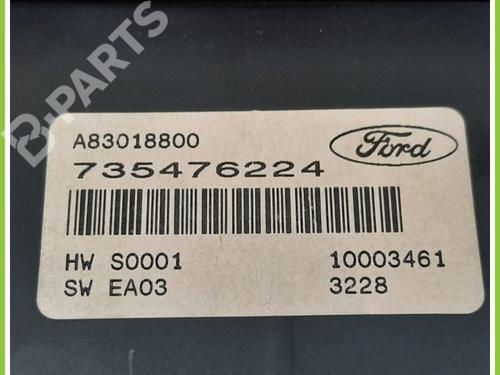 B-PARTS
A83018800
Ford
735476224
HW S0001 10003461
SW EA03 3228